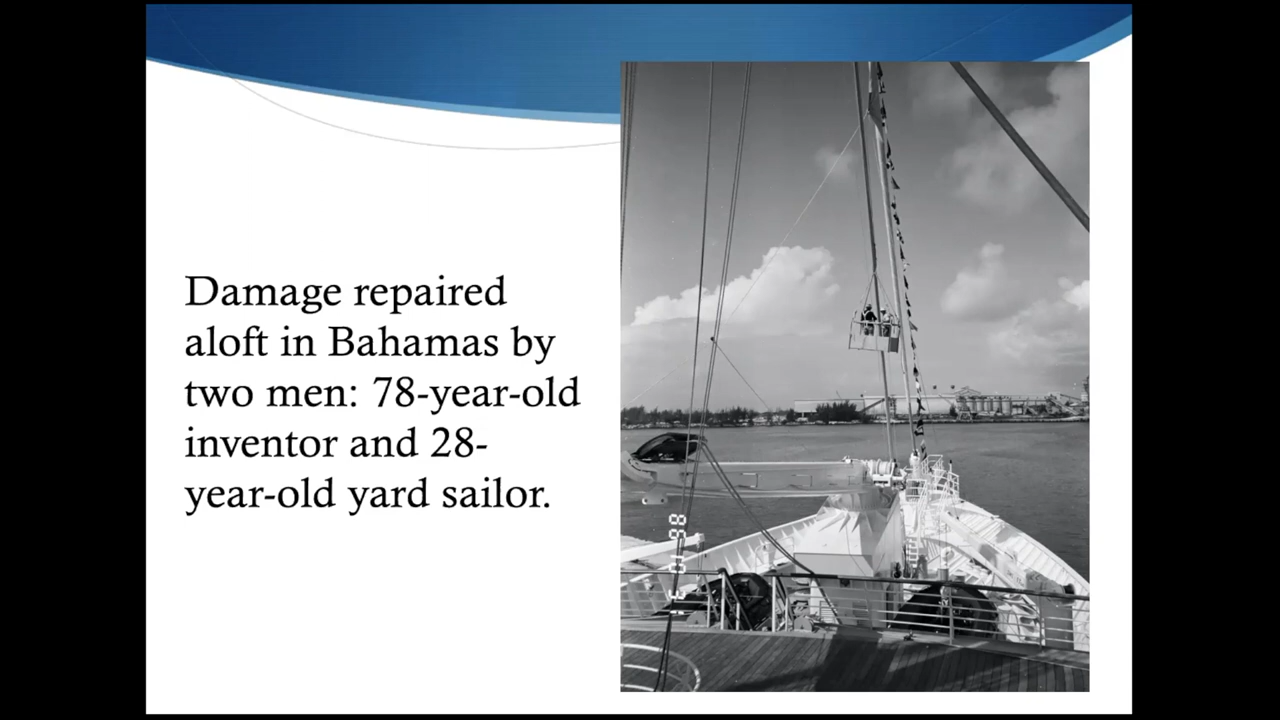 Damage repaired
aloft in Bahamas by
two men: 78-year-old
inventor and 28-
year-old yard sailor.